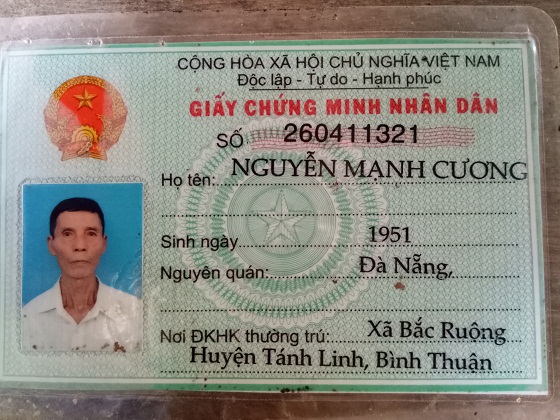 CỘNG HÒA XÃ HỘI CHỦ NGHĨA VIỆT NAM
Độc lập - Tự do - Hạnh phúc
GIẤY CHỨNG MINH NHÂN DÂN
SỐ 260411321
Họ tên: NGUYỄN MẠNH CƯƠNG
Sinh ngày 1951
Nguyên quán: Đà Nẵng,
Nơi ĐKHK thường trú: Xã Bắc Ruộng
Huyện Tánh Linh, Bình Thuận